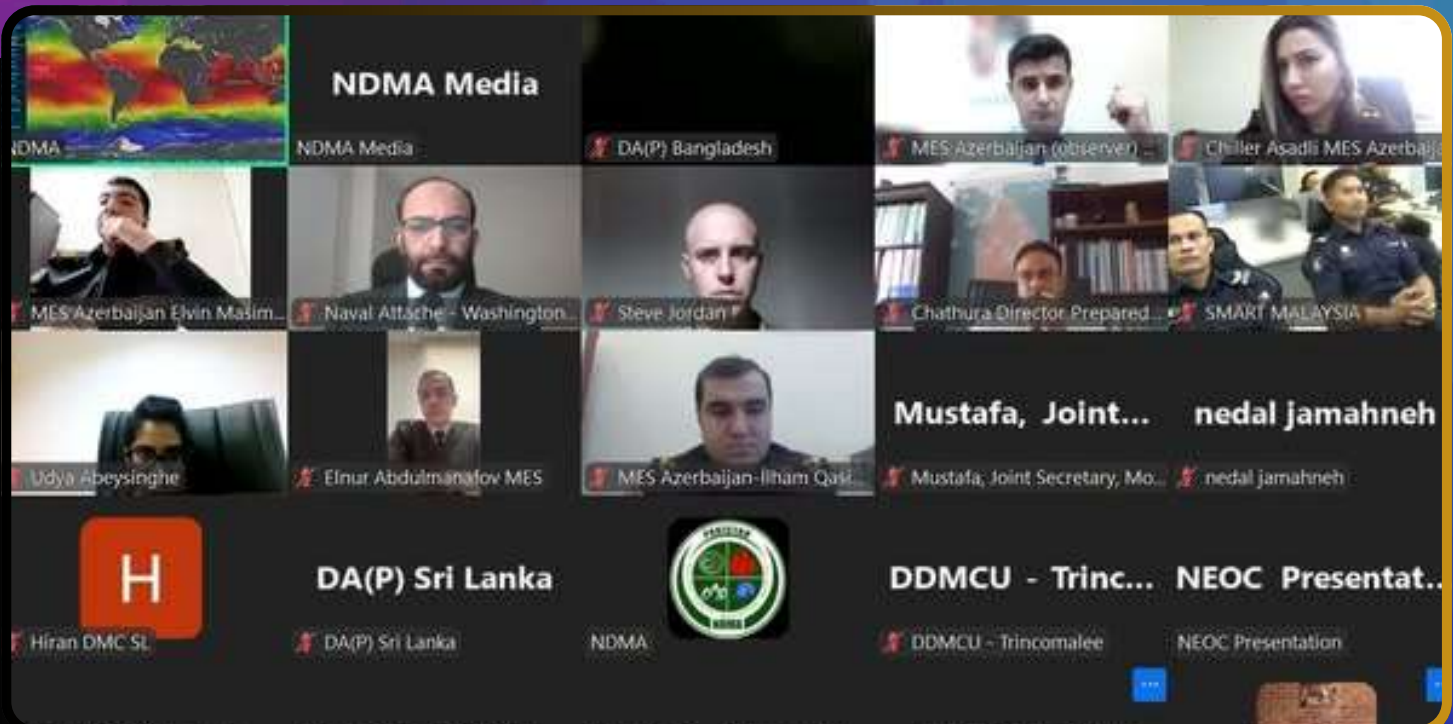 NDMA
NDMA Media
NDMA Media
DA(P) Bangladesh
MES Azerbaijan (observer)...
Chiller Asadli MES Azerbaija
MES Azerbaijan Elvin Masim...
Naval Attache - Washington...
Steve Jordan
Chathura Director Prepared...
SMART MALAYSIA
Udya Abeysinghe
Elnur Abdulmanafov MES
MES Azerbaijan-Ilham Qasi...
Mustafa, Joint...
Mustafa, Joint Secretary, Mo...
nedal jamahneh
nedal jamahneh
H
Hiran DMC SL
DA(P) Sri Lanka
DA(P) Sri Lanka
PAKISTAN
NDMA
NDMA
DDMCU - Trinc...
DDMCU - Trincomalee
NEOC Presentat...
NEOC Presentation